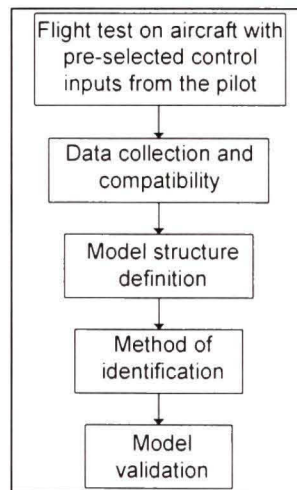 Flight test on aircraft with
pre-selected control
inputs from the pilot
Data collection and
compatibility
Model structure
definition
Method of
identification
Model
validation